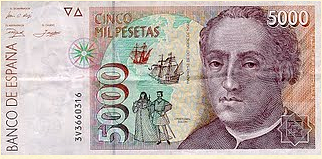 CINCO
MIL PESETAS
5000
BANCO DE ESPAÑA
3V3660316
5000